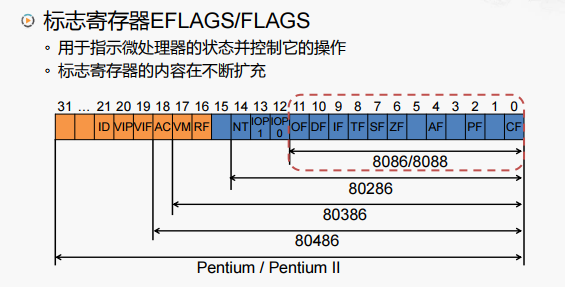 标志寄存器EFLAGS/FLAGS
用于指示微处理器的状态并控制它的操作
标志寄存器的内容在不断扩充
31 ... 21 20 19 18 17 16 15 14 13 12 11 10 9 8 7 6 5 4 3 2 1 0
ID VIP VIF AC VM RF NT IOP1 IOP0 OF DF IF TF SF ZF AF PF CF
8086/8088
80286
80386
80486
Pentium / Pentium II